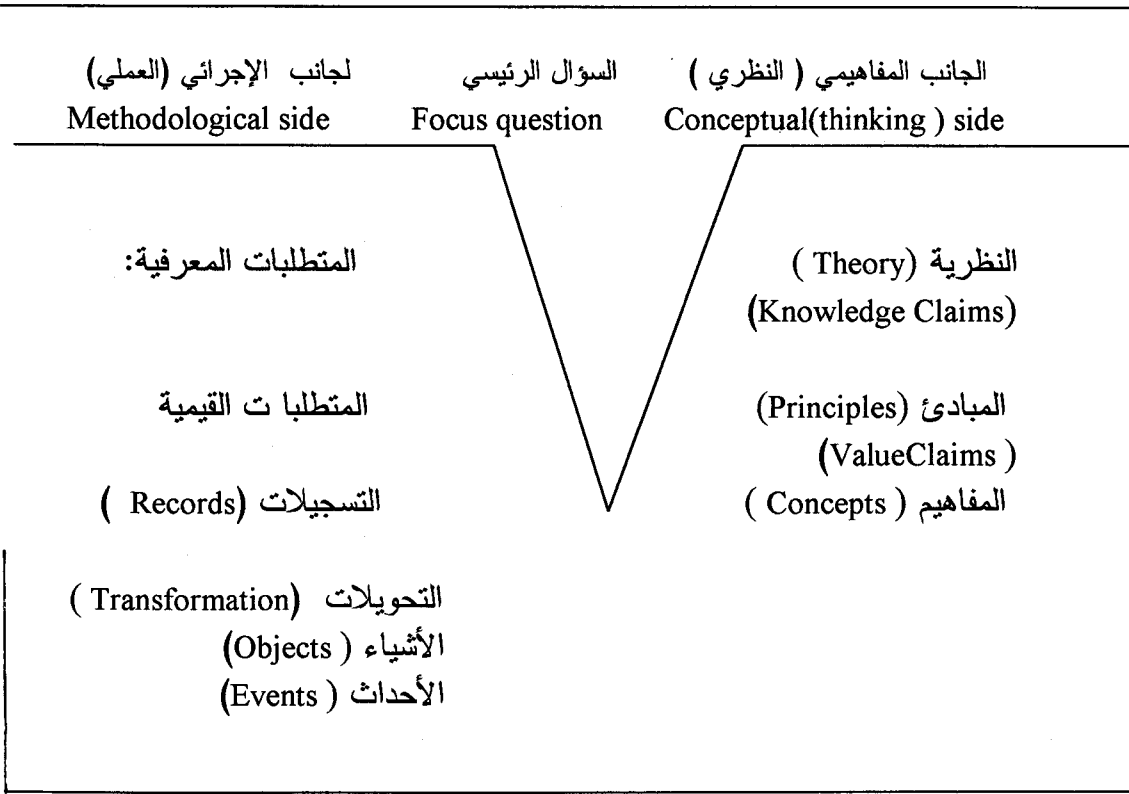 الجانب المفاهيمي ( النظري ) السؤال الرئيسي لجانب الإجرائي (العملي)
Methodological side Focus question Conceptual(thinking ) side
النظرية (Theory ) المتطلبات المعرفية:
(Knowledge Claims)
المبادئ (Principles) المتطلبا ت القيمية
(ValueClaims )
المفاهيم ( Concepts ) التسجيلات (Records )
التحويلات (Transformation )
الأشياء ( Objects)
الأحداث ( Events)